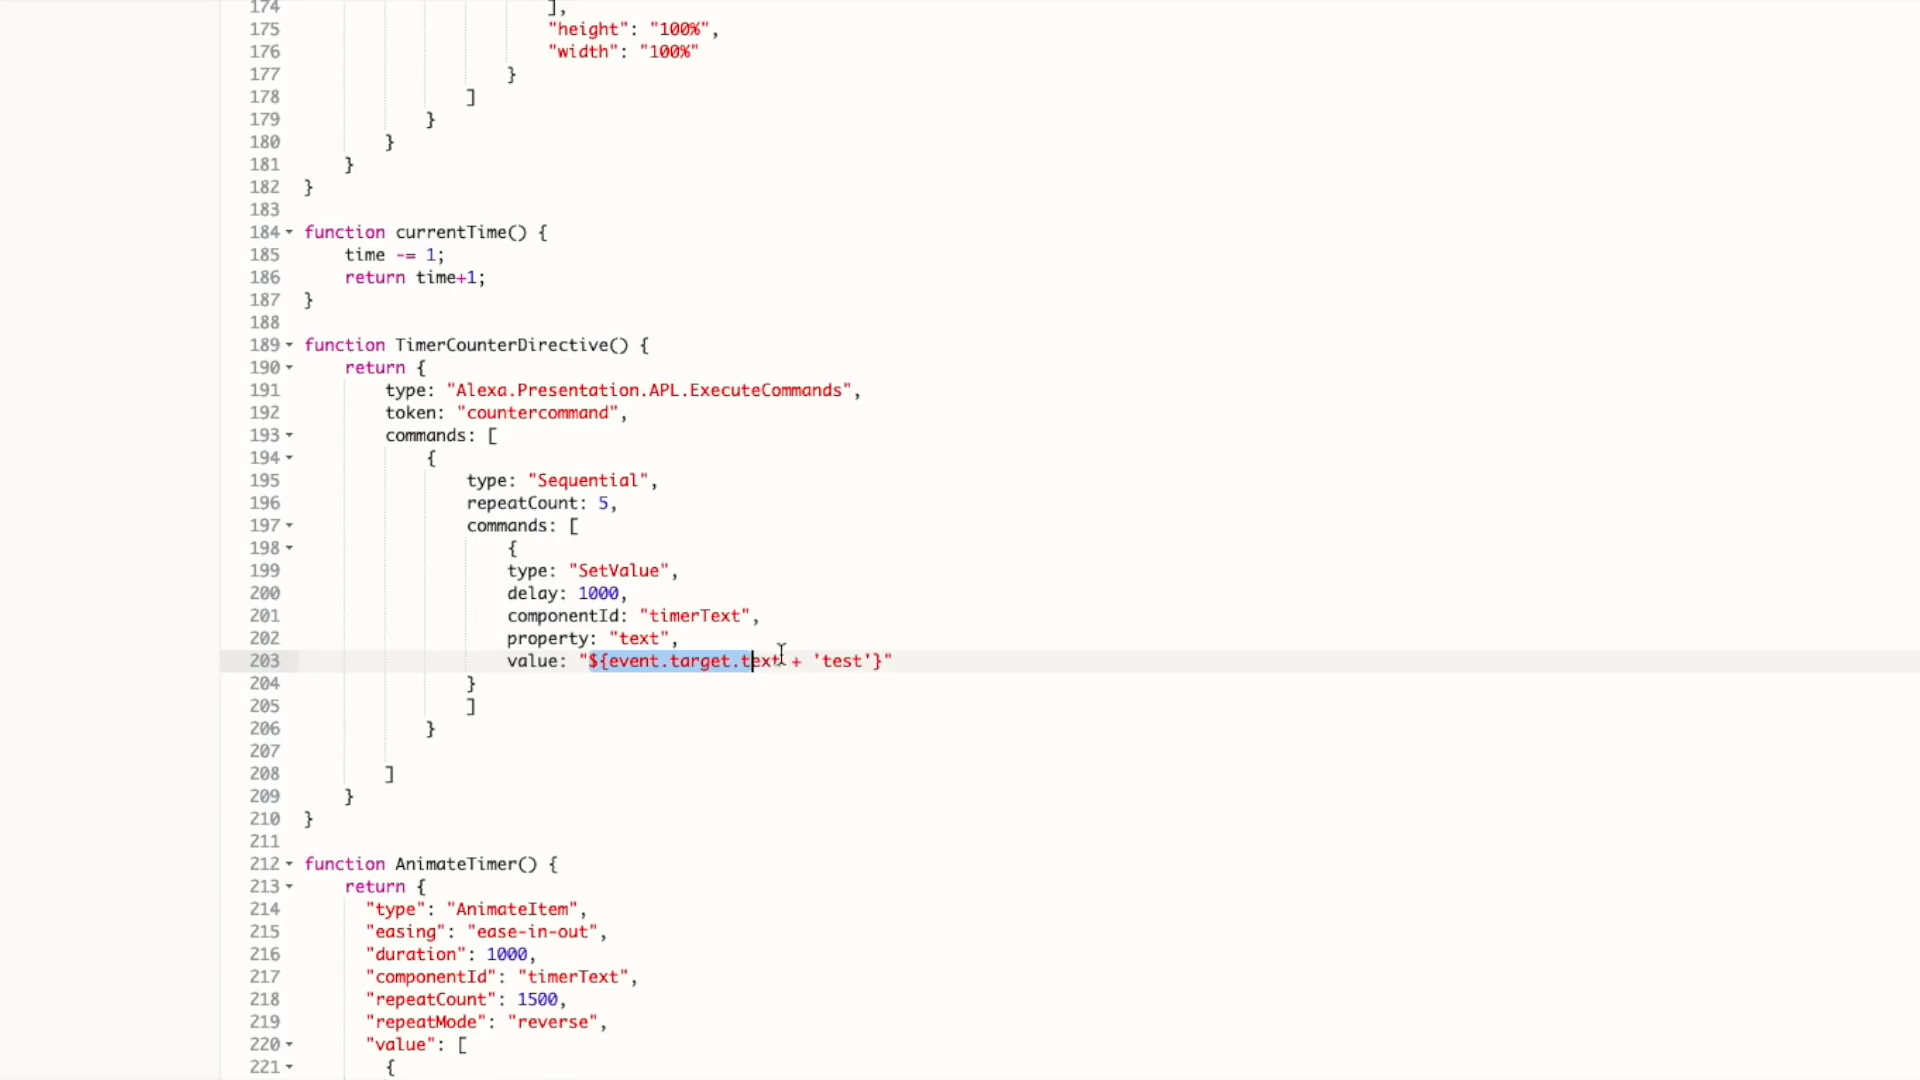 174 ],
175 "height": "100%",
176 "width": "100%"
177 }
178 ]
179 }
180 }
181 }
182 }
183
184 function currentTime() {
185 time -= 1;
186 return time+1;
187 }
188
189 function TimerCounterDirective() {
190 return {
191 type: "Alexa.Presentation.APL.ExecuteCommands",
192 token: "countercommand",
193 commands: [
194 {
195 type: "Sequential",
196 repeatCount: 5,
197 commands: [
198 {
199 type: "SetValue",
200 delay: 1000,
201 componentId: "timerText",
202 property: "text",
203 value: "${event.target.text + 'test'}"
204 }
205 ]
206 }
207
208 ]
209 }
210 }
211
212 function AnimateTimer() {
213 return {
214 "type": "AnimateItem",
215 "easing": "ease-in-out",
216 "duration": 1000,
217 "componentId": "timerText",
218 "repeatCount": 1500,
219 "repeatMode": "reverse",
220 "value": [
221 {